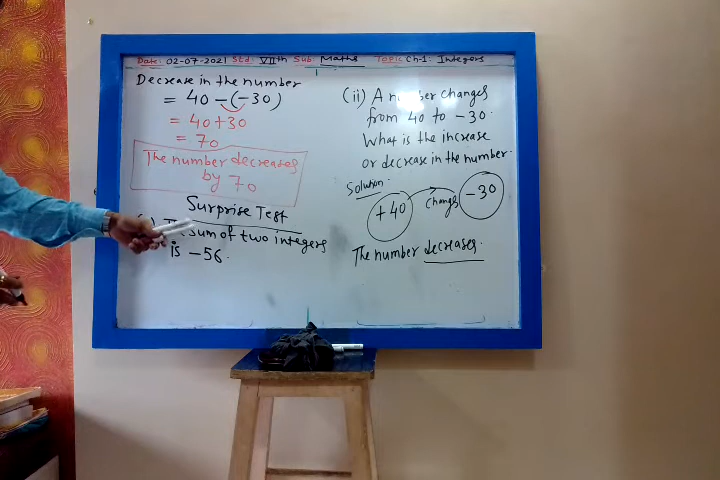 Date: 02-07-2021 Std: VIIth Sub: Maths Topic: Ch-1: Integers
Decrease in the number
= 40 - (-30)
= 40 + 30
= 70
The number decreases
by 70
Surprise Test
sum of two integers
is -56.
(ii) A number changes
from 40 to -30.
What is the increase
or decrease in the number.
Solution:
+40 changes -30
The number decreases.